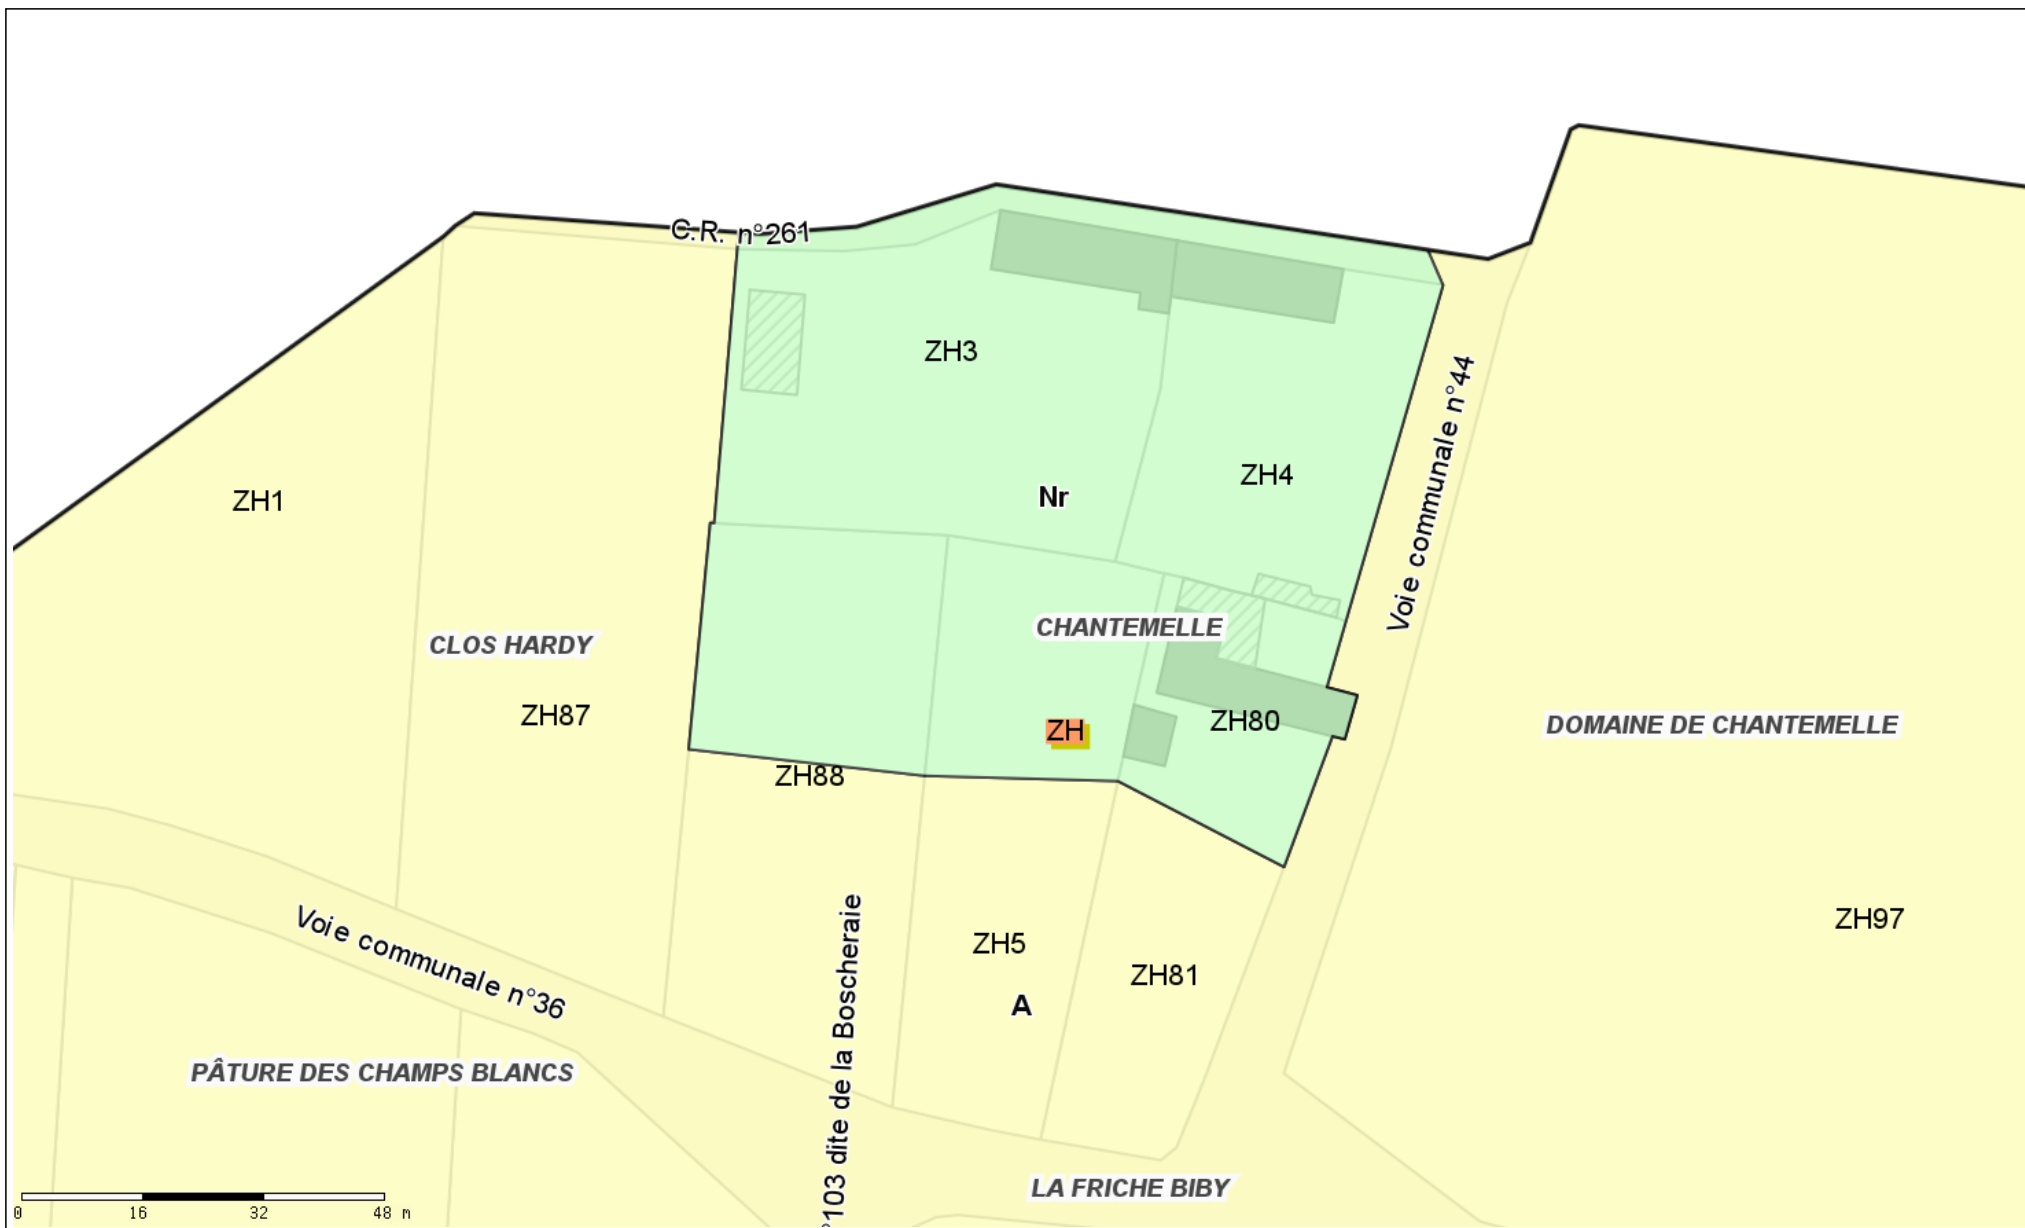 C.R. n°261
ZH3
ZH4
Voie communale n°44
ZH1
Nr
CHANTEMELLE
CLOS HARDY
ZH87
ZH
ZH80
DOMAINE DE CHANTEMELLE
ZH88
ZH97
Voie communale n°36
°103 dite de la Boscheraie
ZH5
ZH81
A
PÂTURE DES CHAMPS BLANCS
LA FRICHE BIBY
0 16 32 48 m